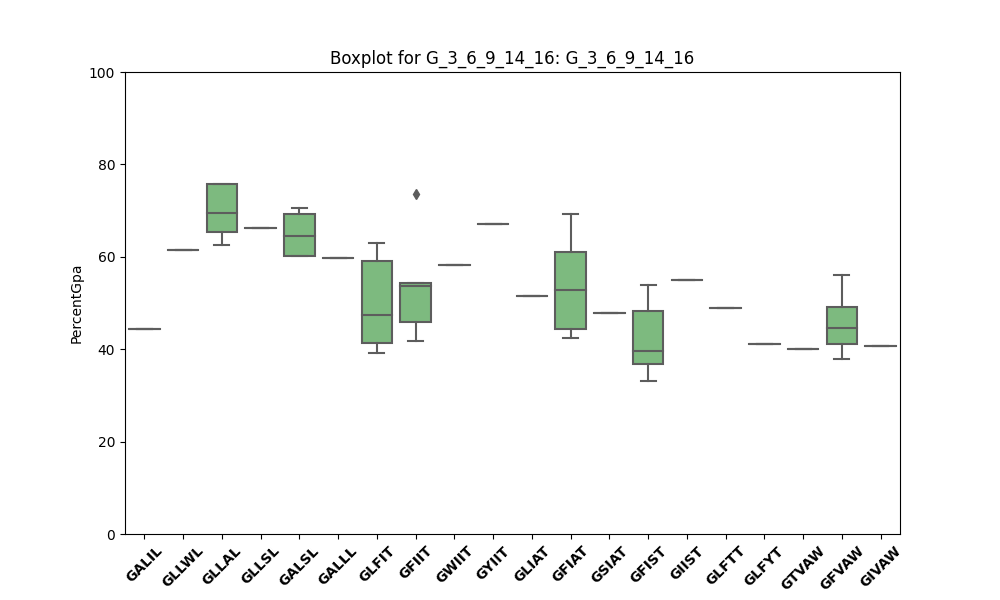 Boxplot for G_3_6_9_14_16: G_3_6_9_14_16
PercentGpa
100
80
60
40
20
0
GALIL
GLLWL
GLLAL
GLLSL
GALSL
GALLL
GLFIT
GFIIT
GWIIT
GYIIT
GLIAT
GFIAT
GSIAT
GFIST
GIIST
GLFTT
GLFYT
GTVAW
GFVAW
GIVAW